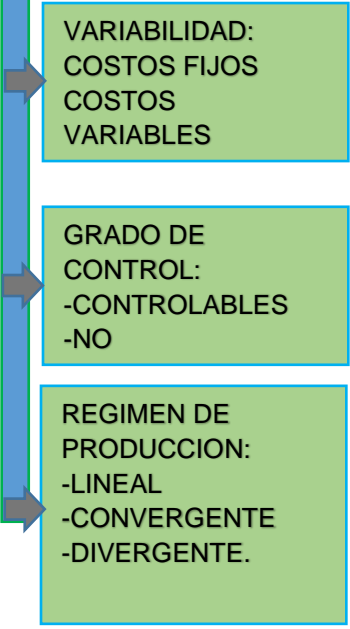 VARIABILIDAD:
COSTOS FIJOS
COSTOS
VARIABLES
GRADO DE
CONTROL:
-CONTROLABLES
-NO
REGIMEN DE
PRODUCCION:
-LINEAL
-CONVERGENTE
-DIVERGENTE.